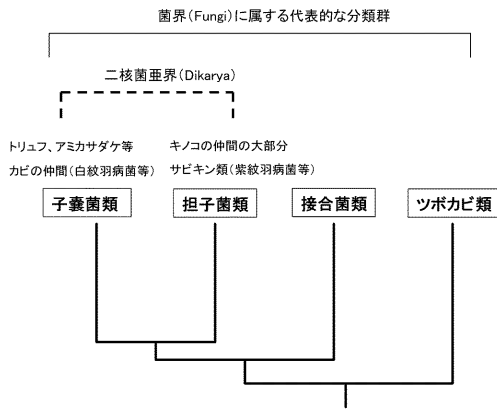 菌界(Fungi)に属する代表的な分類群
二核菌亜界(Dikarya)
トリュフ、アミカサダケ等
カビの仲間(白紋羽病菌等)
キノコの仲間の大部分
サビキン類(紫紋羽病菌等)
子嚢菌類
担子菌類
接合菌類
ツボカビ類